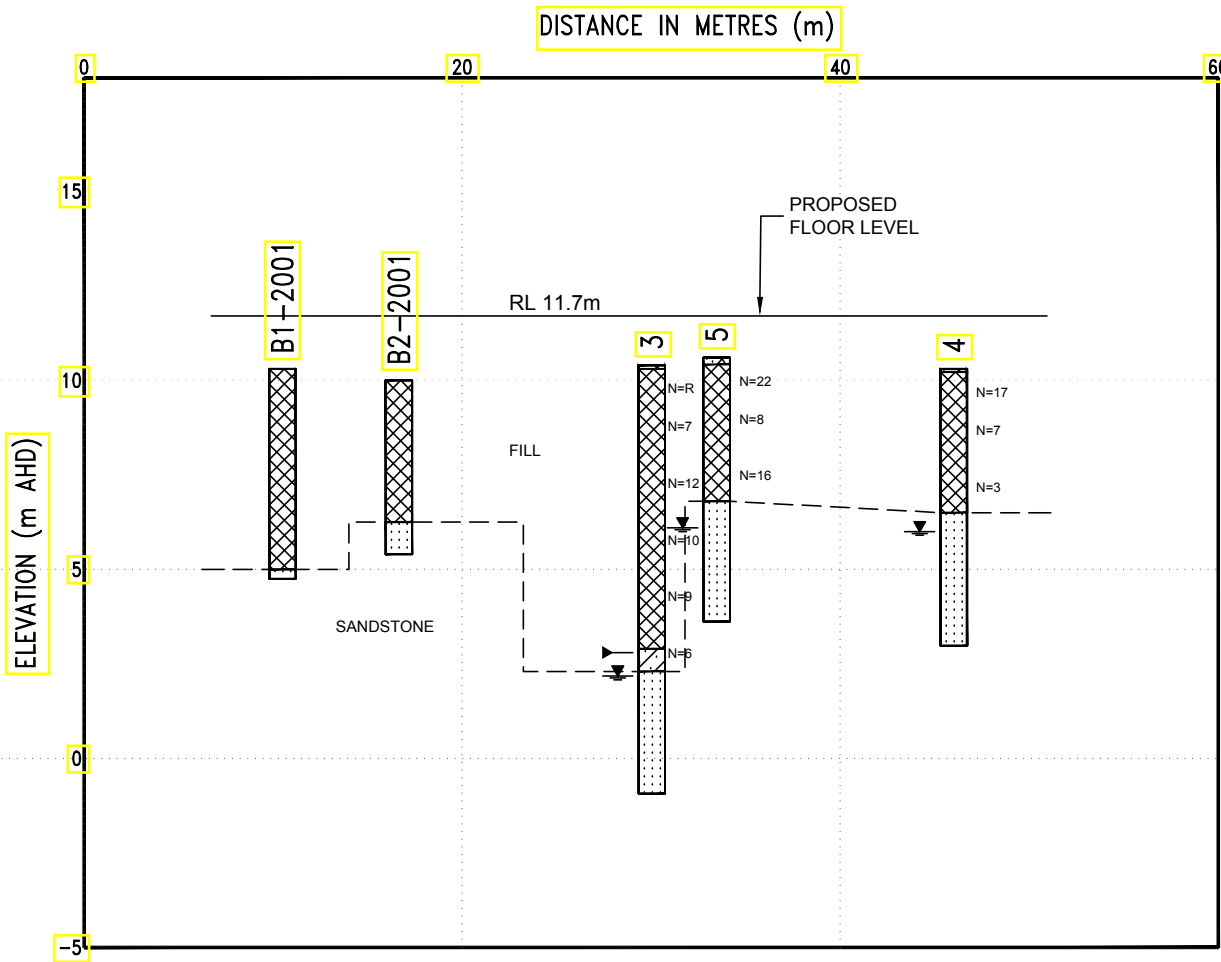 DISTANCE IN METRES (m)
0
20
40
60
ELEVATION (m AHD)
15
10
5
0
-5
PROPOSED
FLOOR LEVEL
RL 11.7m
B1-2001
B2-2001
3
5
4
FILL
SANDSTONE
N=R
N=7
N=12
N=10
N=9
N=6
N=22
N=8
N=16
N=17
N=7
N=3